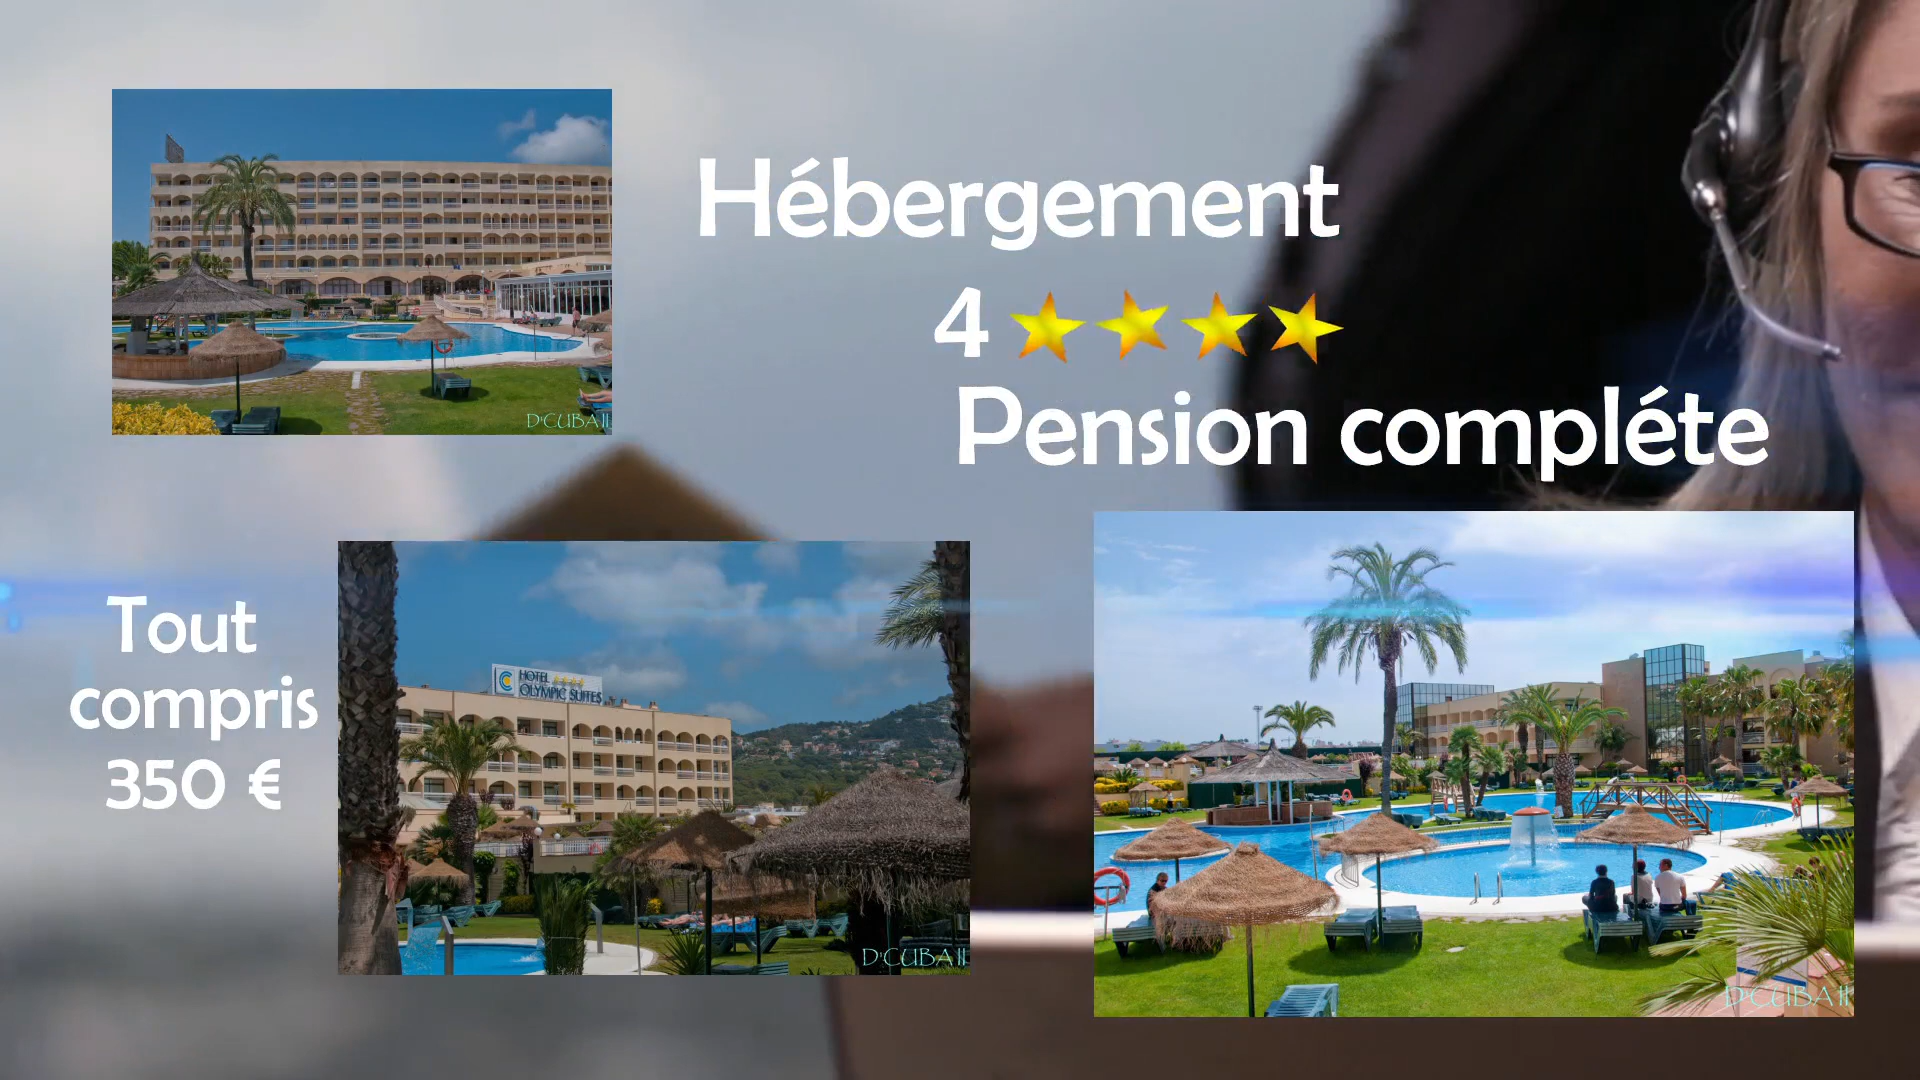 Hébergement
4
Pension compléte
Tout
compris
350 €
HOTEL
OLYMPIC SUITES
D'CUBA II
D'CUBA II
D'CUBA II